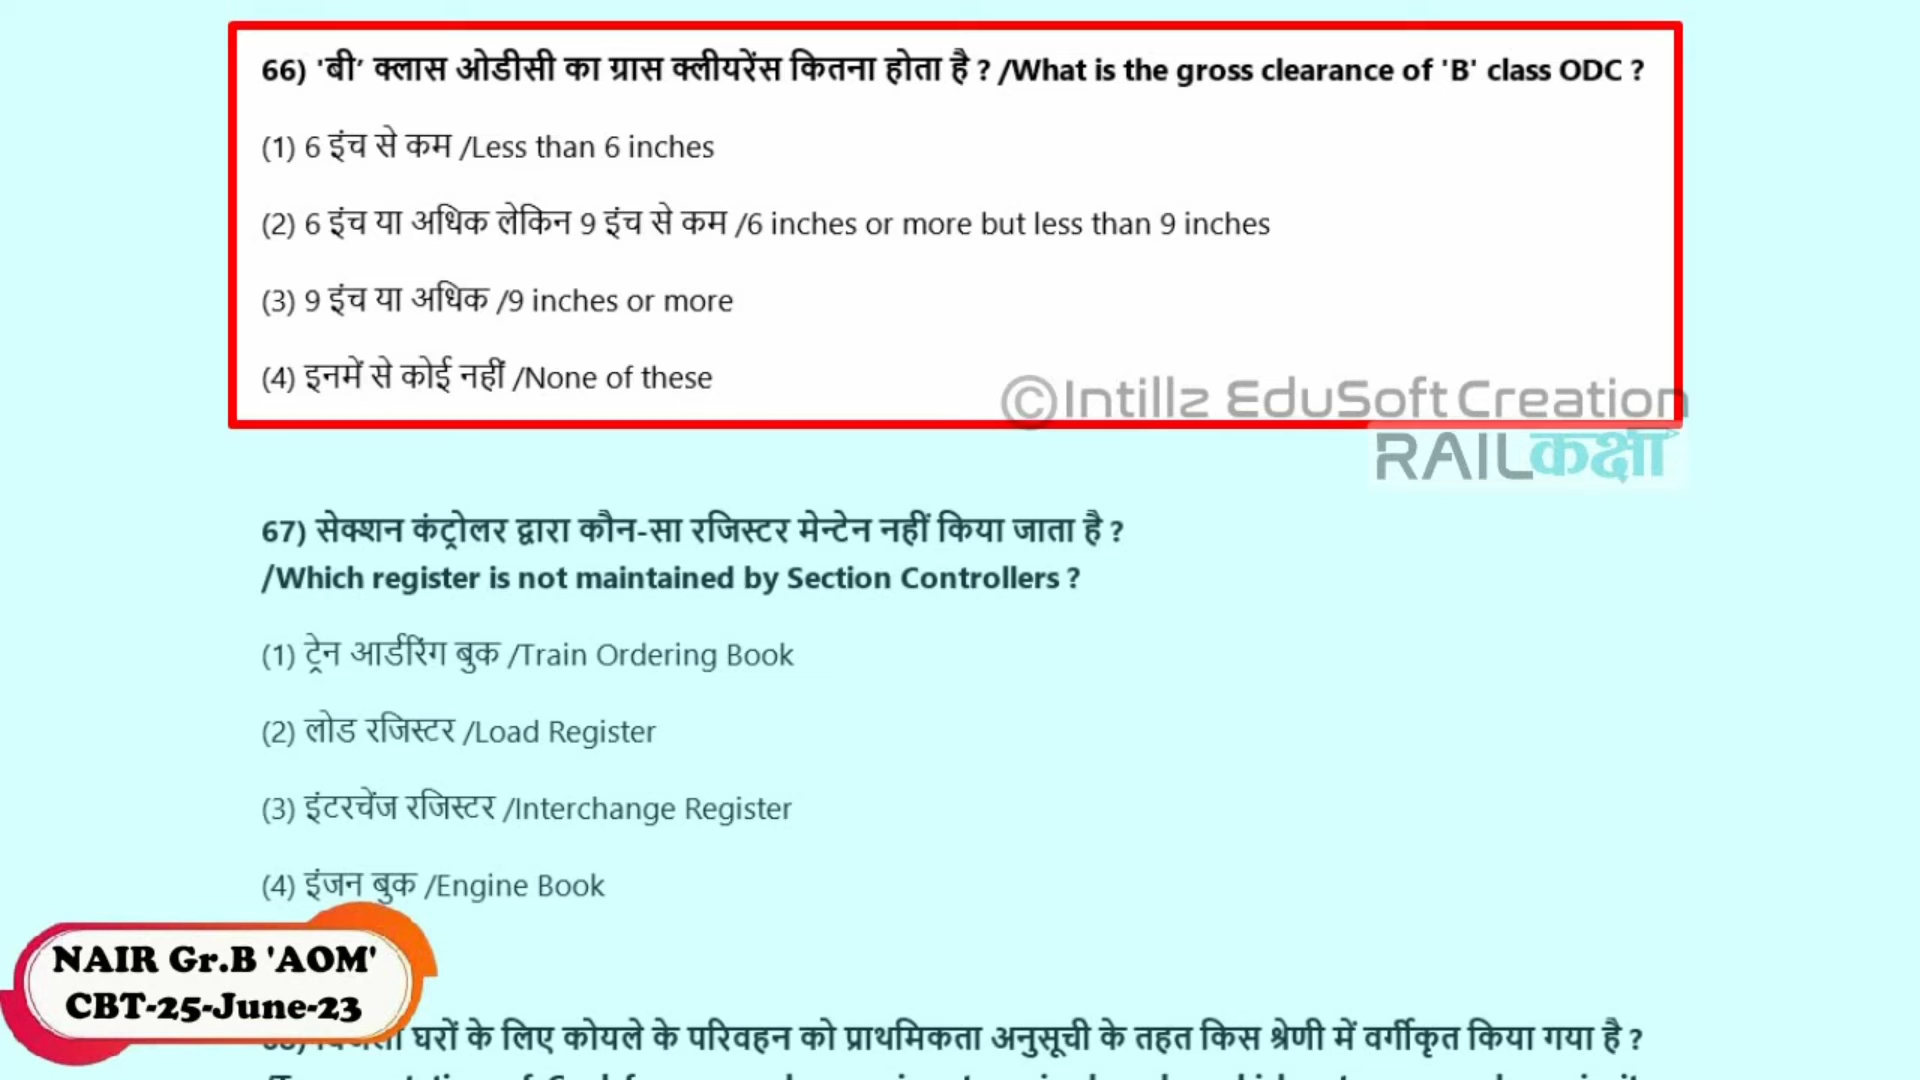 66) 'बी’ क्लास ओडीसी का ग्रास क्लीयरेंस कितना होता है ? /What is the gross clearance of 'B' class ODC ?
(1) 6 इंच से कम /Less than 6 inches
(2) 6 इंच या अधिक लेकिन 9 इंच से कम /6 inches or more but less than 9 inches
(3) 9 इंच या अधिक /9 inches or more
(4) इनमें से कोई नहीं /None of these
©Intillz EduSoft Creation
RAILकक्षा
67) सेक्शन कंट्रोलर द्वारा कौन-सा रजिस्टर मेन्टेन नहीं किया जाता है ?
/Which register is not maintained by Section Controllers ?
(1) ट्रेन आर्डरिंग बुक /Train Ordering Book
(2) लोड रजिस्टर /Load Register
(3) इंटरचेंज रजिस्टर /Interchange Register
(4) इंजन बुक /Engine Book
NAIR Gr.B 'AOM'
CBT-25-June-23
घरों के लिए कोयले के परिवहन को प्राथमिकता अनुसूची के तहत किस श्रेणी में वर्गीकृत किया गया है ?